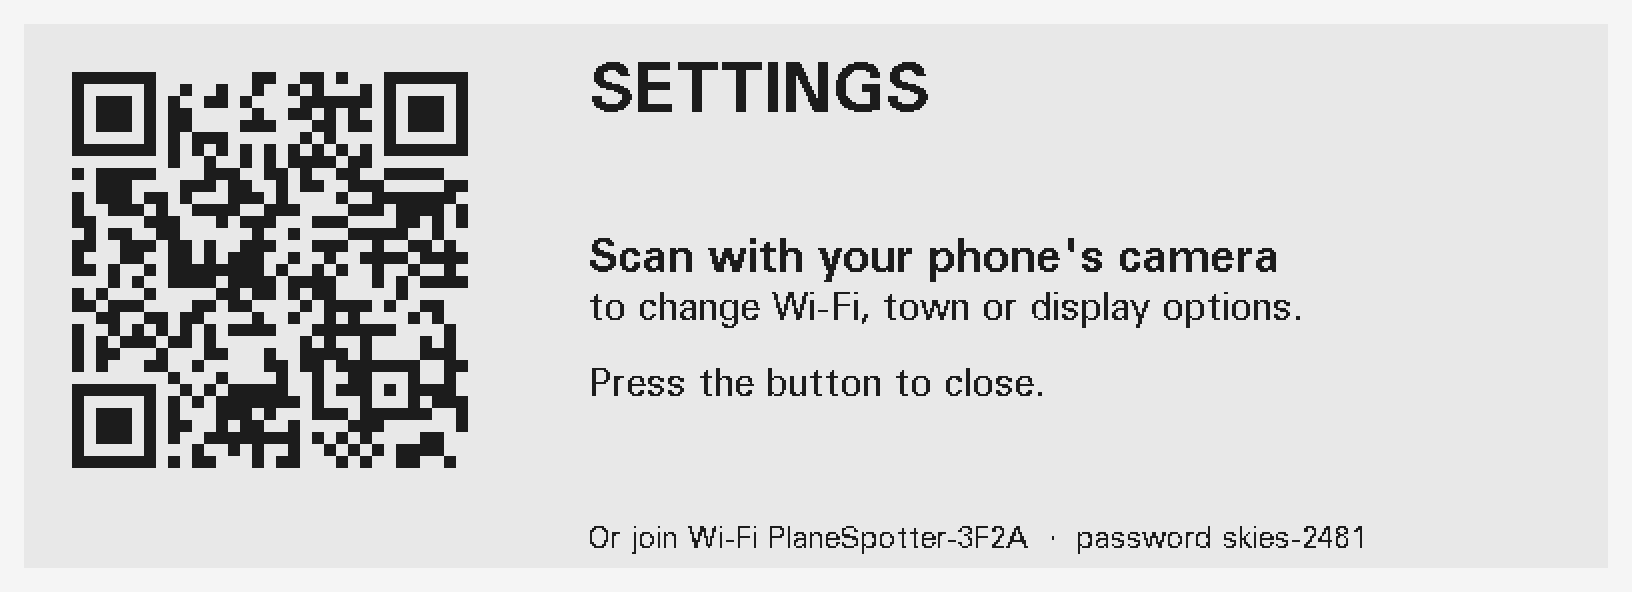 SETTINGS
Scan with your phone's camera
to change Wi-Fi, town or display options.
Press the button to close.
Or join Wi-Fi PlaneSpotter-3F2A · password skies-2481